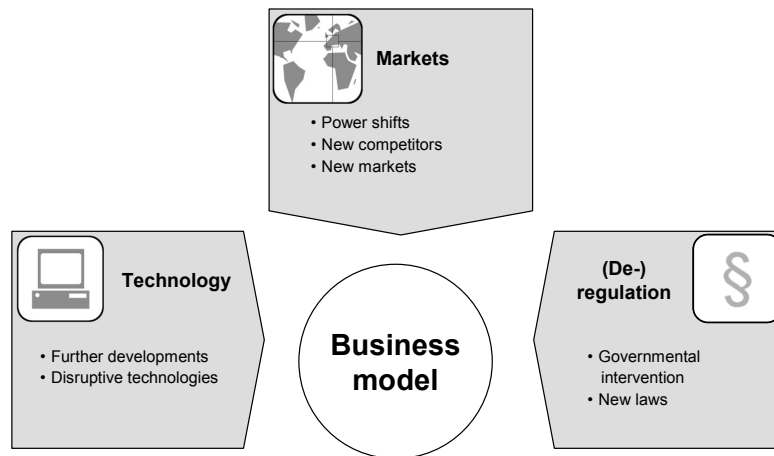 Markets
• Power shifts
• New competitors
• New markets
Technology
• Further developments
• Disruptive technologies
Business
model
(De-)
regulation
§
• Governmental
intervention
• New laws